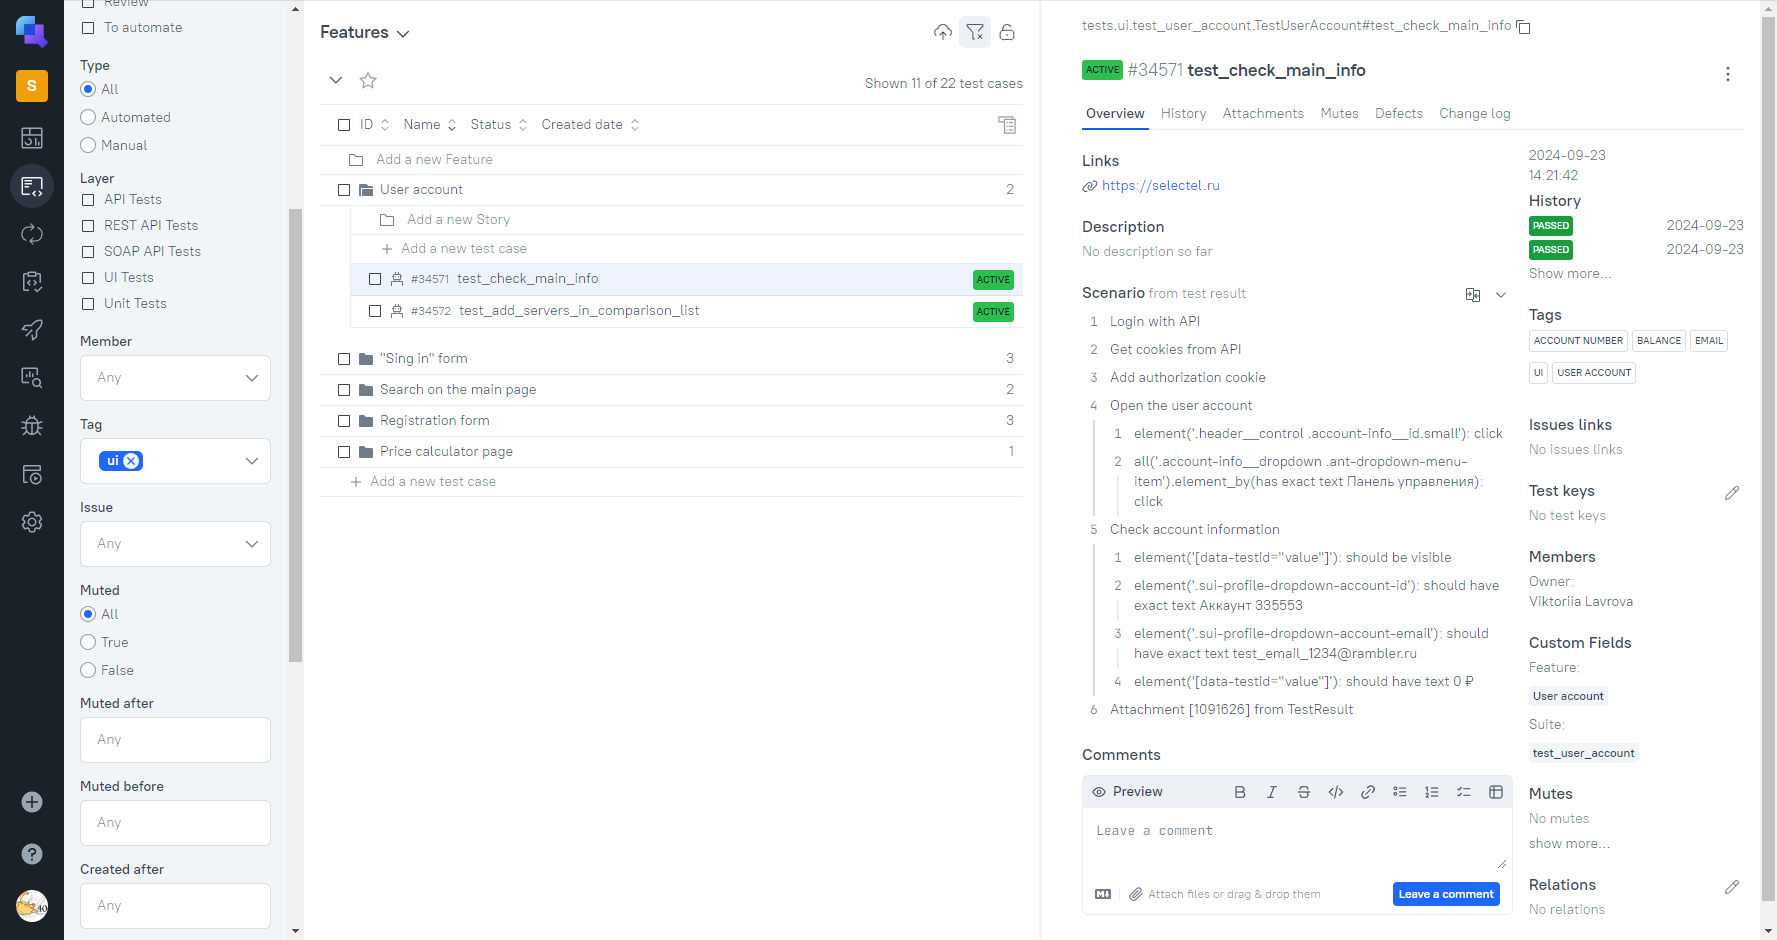 S
Review
To automate
Type
All
Automated
Manual
Layer
API Tests
REST API Tests
SOAP API Tests
UI Tests
Unit Tests
Member
Any
Tag
ui
Issue
Any
Muted
All
True
False
Muted after
Any
Muted before
Any
Created after
Any
Features
Shown 11 of 22 test cases
ID Name Status Created date
Add a new Feature
User account 2
Add a new Story
Add a new test case
#34571 test_check_main_info ACTIVE
#34572 test_add_servers_in_comparison_list ACTIVE
"Sing in" form 3
Search on the main page 2
Registration form 3
Price calculator page 1
Add a new test case
tests.ui.test_user_account.TestUserAccount#test_check_main_info
ACTIVE #34571 test_check_main_info
Overview History Attachments Mutes Defects Change log
Links
https://selectel.ru
Description
No description so far
Scenario from test result
1 Login with API
2 Get cookies from API
3 Add authorization cookie
4 Open the user account
1 element('.header__control .account-info__id.small'): click
2 all('.account-info__dropdown .ant-dropdown-menu-
item').element_by(has exact text Панель управления):
click
5 Check account information
1 element('[data-testid="value"]'): should be visible
2 element('.sui-profile-dropdown-account-id'): should have
exact text Аккаунт 335553
3 element('.sui-profile-dropdown-account-email'): should
have exact text test_email_1234@rambler.ru
4 element('[data-testid="value"]'): should have text 0 ₽
6 Attachment [1091626] from TestResult
Comments
Preview
Leave a comment
Attach files or drag & drop them
Leave a comment
2024-09-23
14:21:42
History
PASSED 2024-09-23
PASSED 2024-09-23
Show more...
Tags
ACCOUNT NUMBER BALANCE EMAIL
UI USER ACCOUNT
Issues links
No issues links
Test keys
No test keys
Members
Owner:
Viktoriia Lavrova
Custom Fields
Feature:
User account
Suite:
test_user_account
Mutes
No mutes
show more...
Relations
No relations